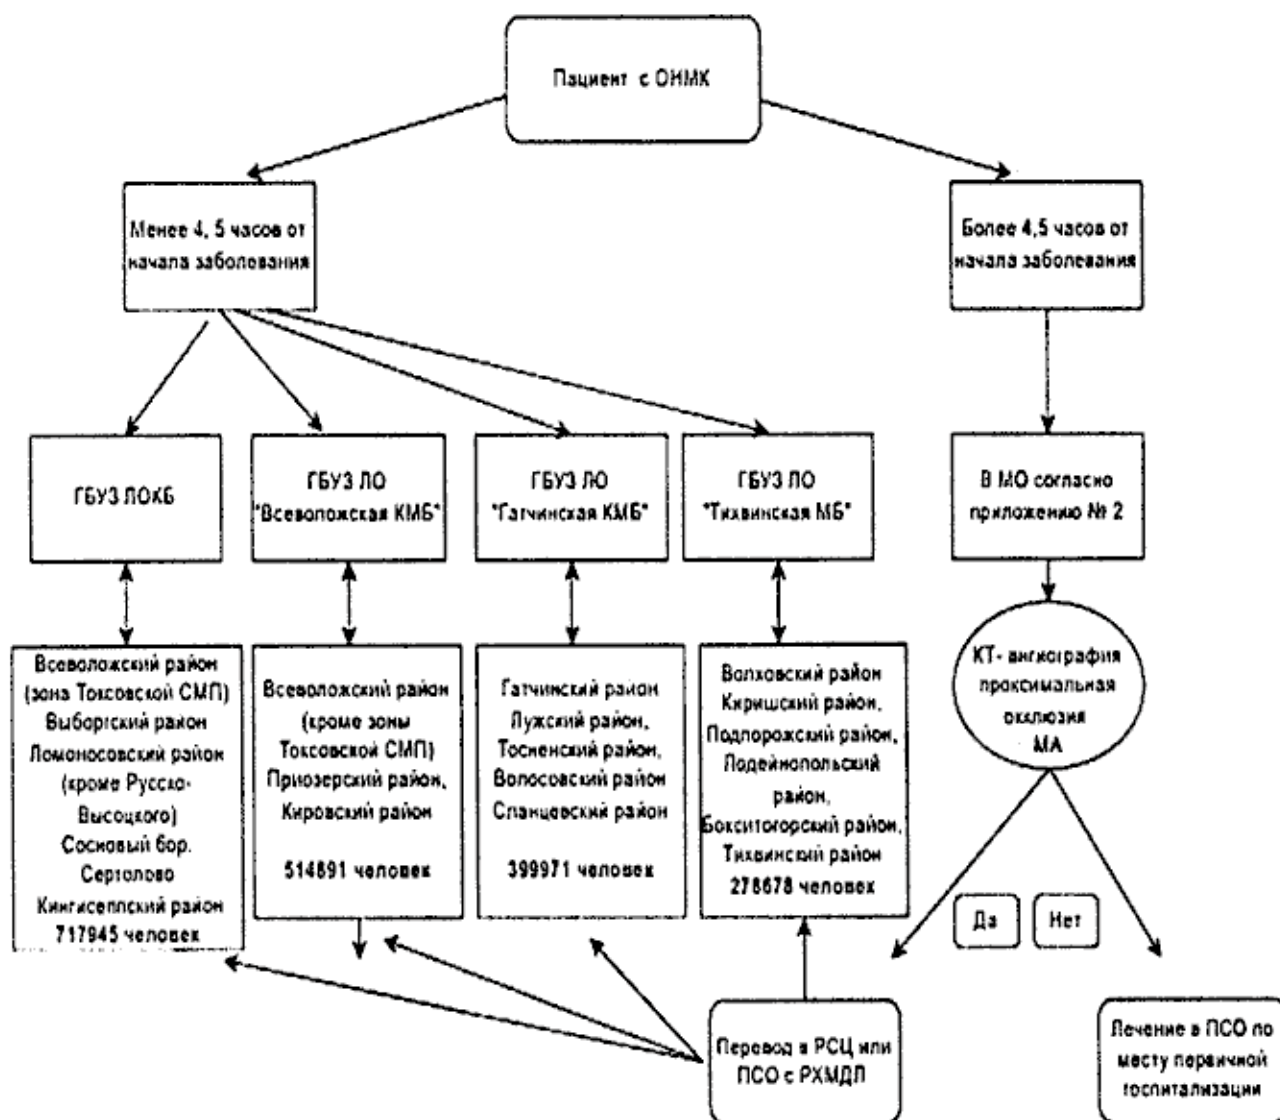 Пациент с ОНМК
Менее 4, 5 часов от
начала заболевания
Более 4,5 часов от
начала заболевания
ГБУЗ ЛОКБ
ГБУЗ ЛО
"Всеволожская КМБ"
ГБУЗ ЛО
"Гатчинская КМБ"
ГБУЗ ЛО
"Тихвинская МБ"
В МО согласно
приложению № 2
Всеволожский район
(зона Токсовской СМП)
Выборгский район
Ломоносовский район
(кроме Русско-
Высоцкого)
Сосновый бор.
Сертолово
Кингисеппский район
717945 человек
Всеволожский район
(кроме зоны
Токсовской СМП)
Приозерский район,
Кировский район
514891 человек
Гатчинский район
Лужский район,
Тосненский район,
Волосовский район
Сланцевский район
399971 человек
Волховский район
Киришский район,
Подпорожский район,
Лодейнопольский
район,
Бокситогорский район,
Тихвинский район
278678 человек
КТ- ангиография
проксимальная
окклюзия
МА
Да
Нет
Перевод в РСЦ или
ПСО с РХМДЛ
Лечение в ПСО по
месту первичной
госпитализации